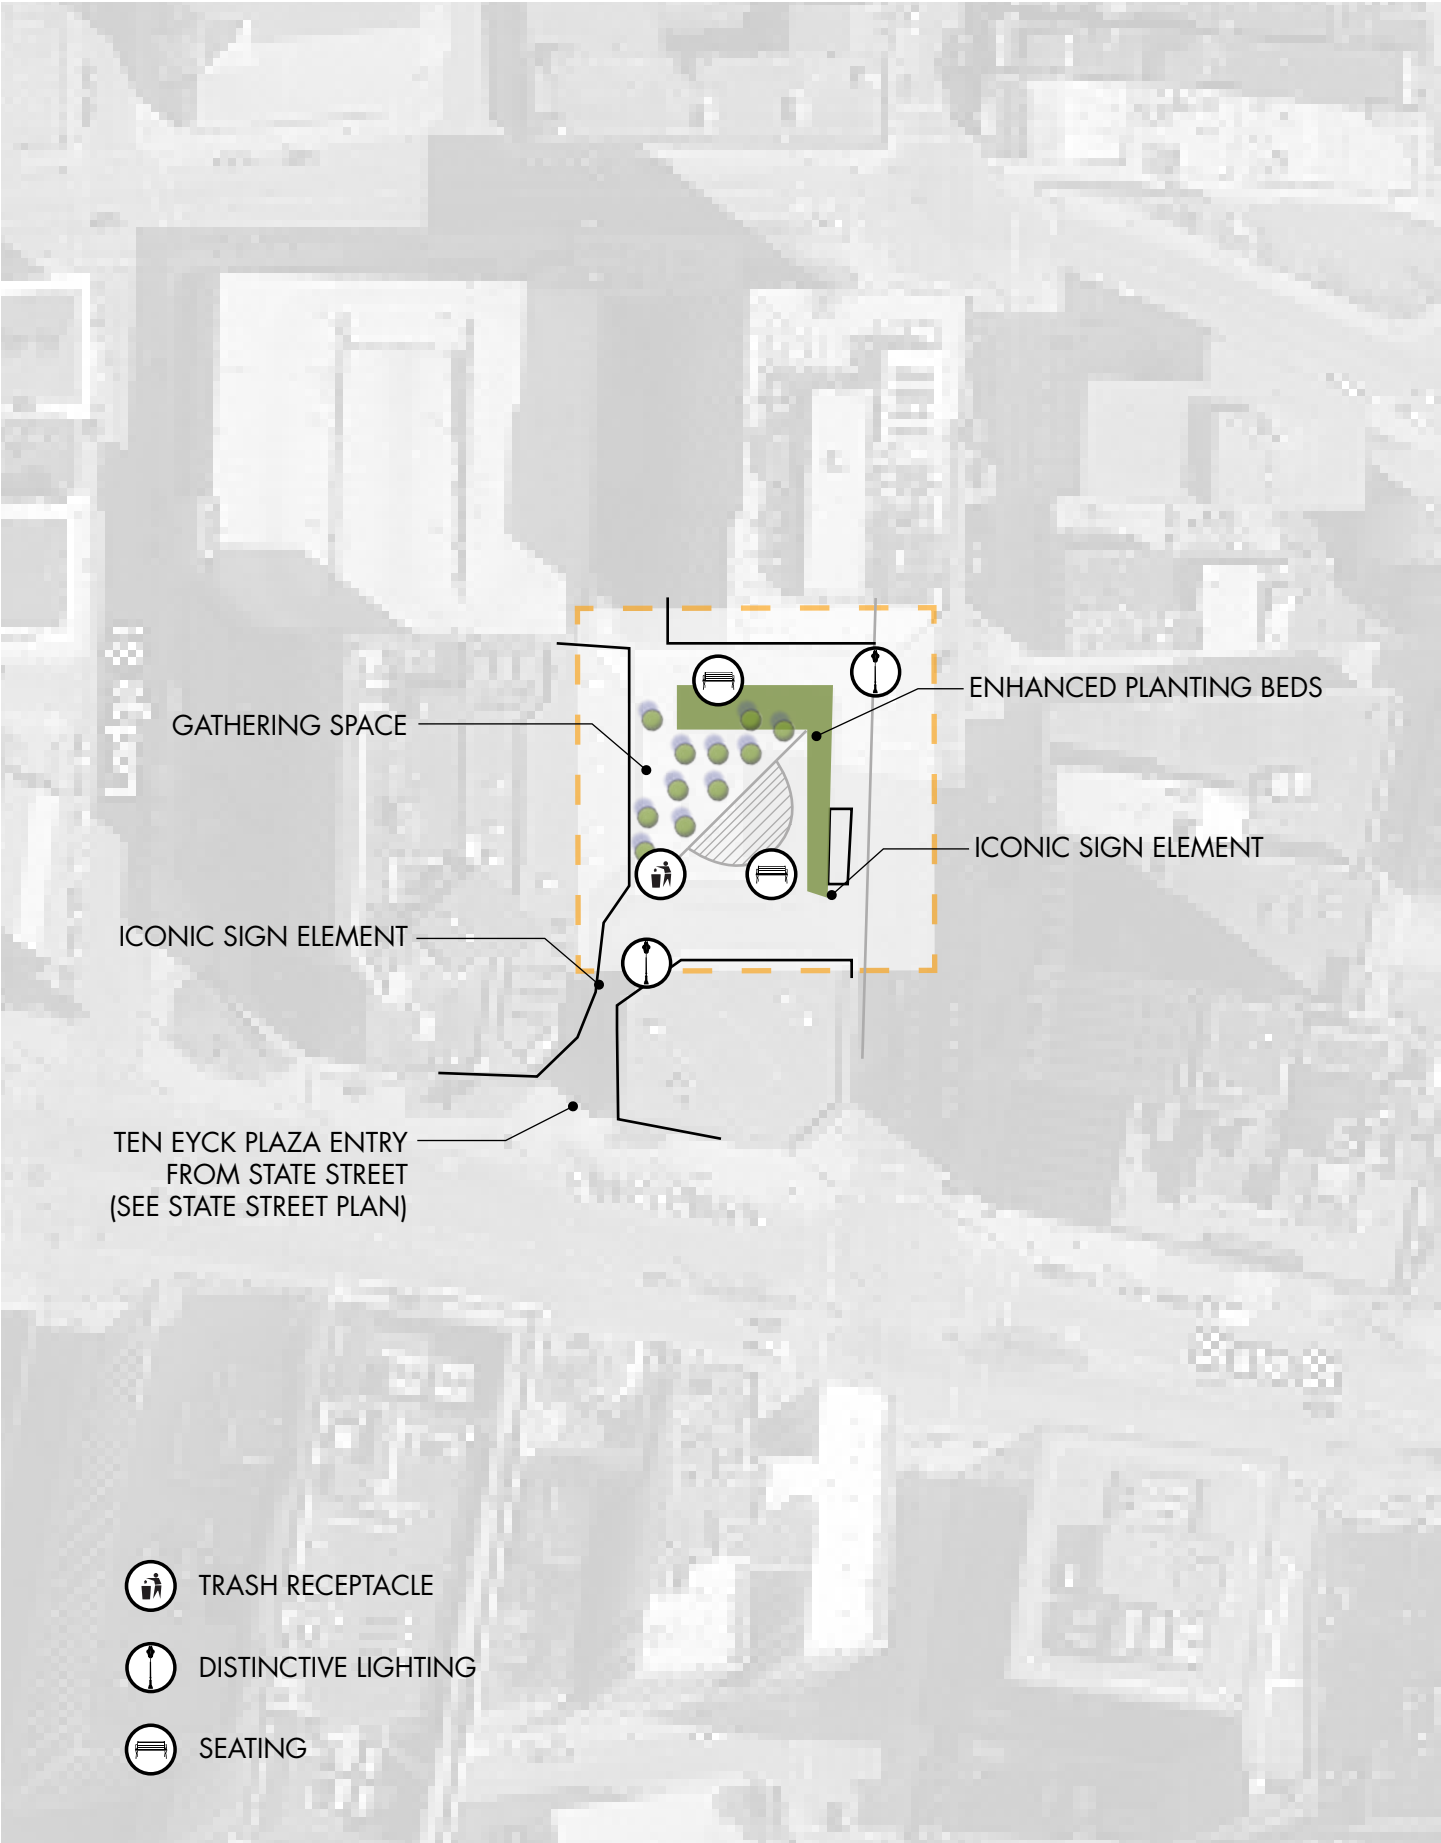 ENHANCED PLANTING BEDS
GATHERING SPACE
ICONIC SIGN ELEMENT
ICONIC SIGN ELEMENT
TEN EYCK PLAZA ENTRY
FROM STATE STREET
(SEE STATE STREET PLAN)
TRASH RECEPTACLE
DISTINCTIVE LIGHTING
SEATING